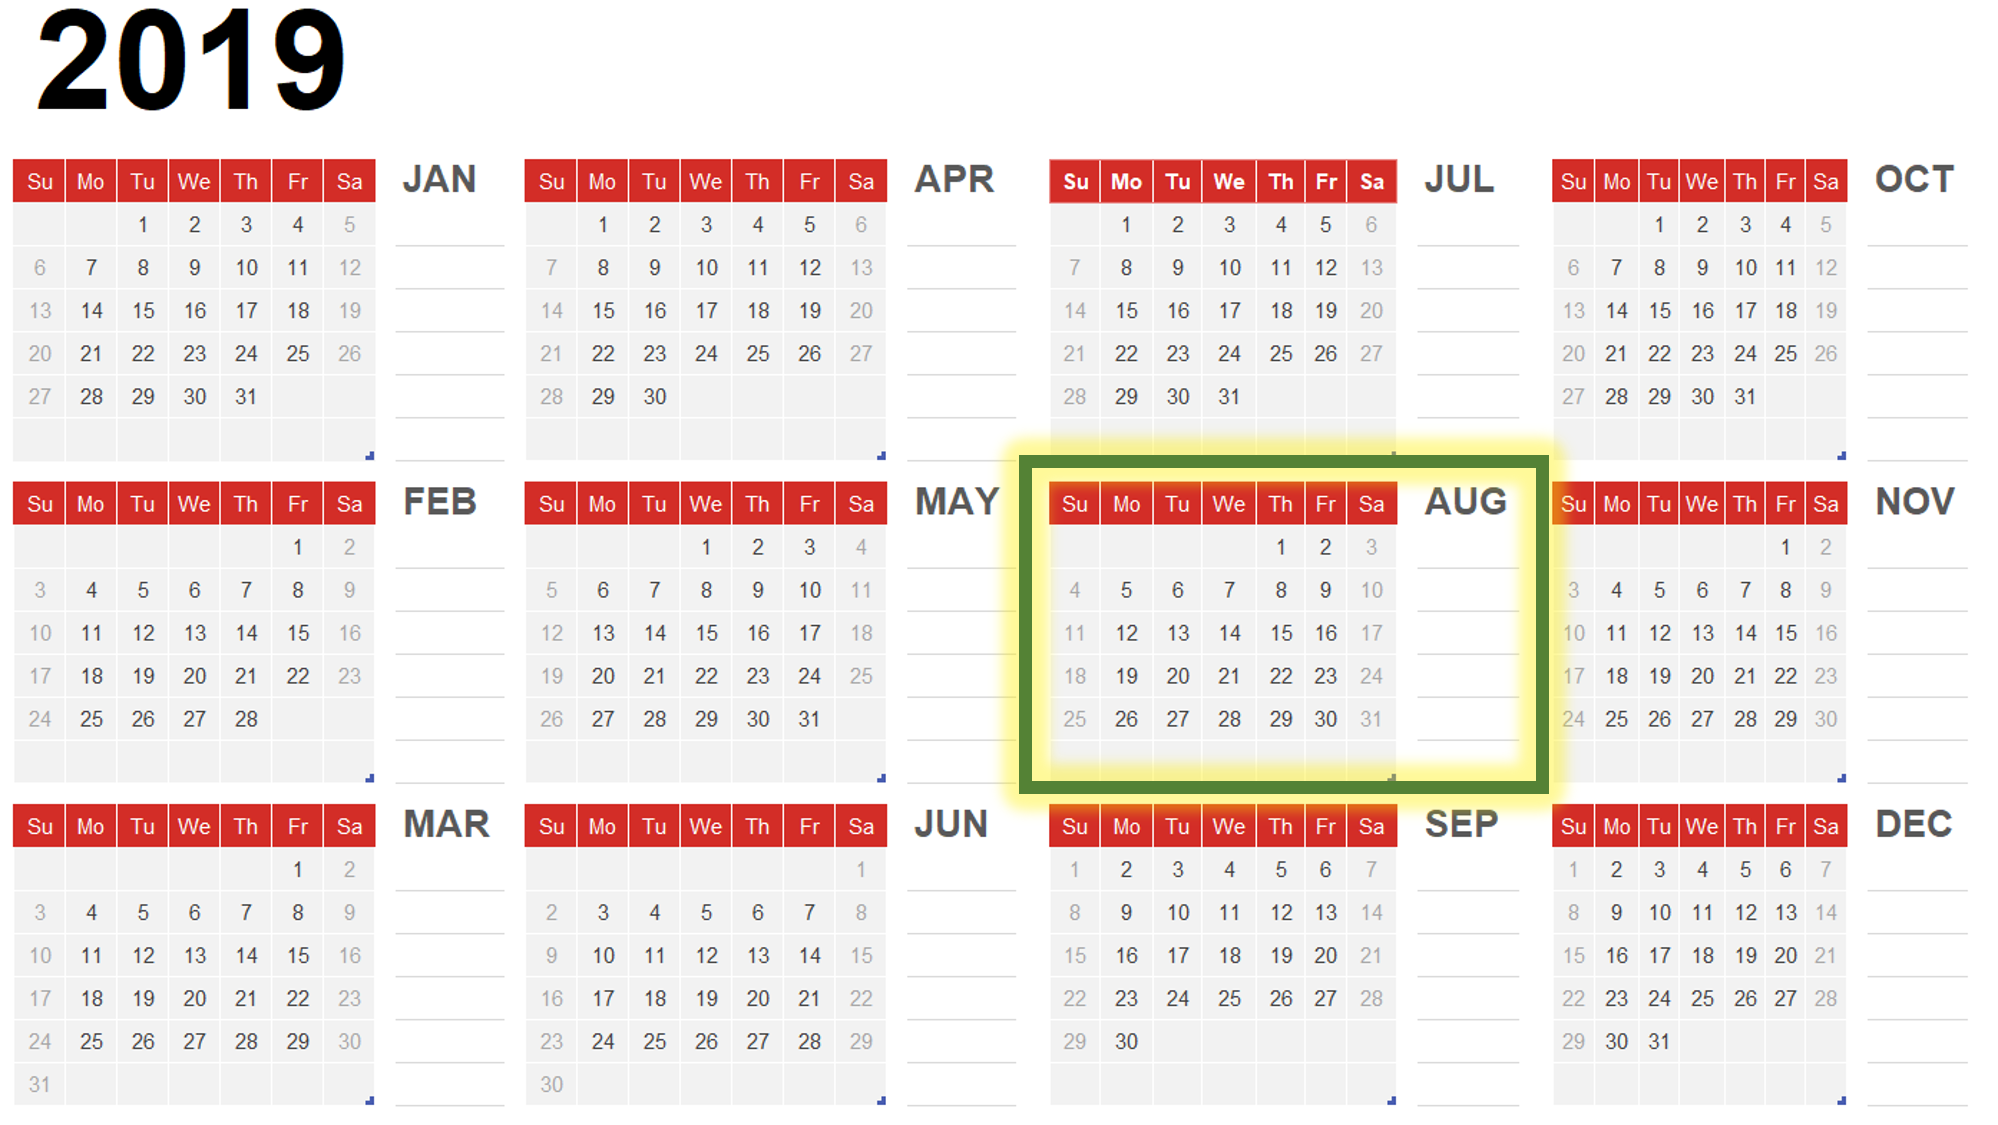 2019
Su Mo Tu We Th Fr Sa JAN
1 2 3 4 5
6 7 8 9 10 11 12
13 14 15 16 17 18 19
20 21 22 23 24 25 26
27 28 29 30 31
Su Mo Tu We Th Fr Sa APR
1 2 3 4 5 6
7 8 9 10 11 12 13
14 15 16 17 18 19 20
21 22 23 24 25 26 27
28 29 30
Su Mo Tu We Th Fr Sa JUL
1 2 3 4 5 6
7 8 9 10 11 12 13
14 15 16 17 18 19 20
21 22 23 24 25 26 27
28 29 30 31
Su Mo Tu We Th Fr Sa OCT
1 2 3 4 5
6 7 8 9 10 11 12
13 14 15 16 17 18 19
20 21 22 23 24 25 26
27 28 29 30 31
Su Mo Tu We Th Fr Sa FEB
1 2
3 4 5 6 7 8 9
10 11 12 13 14 15 16
17 18 19 20 21 22 23
24 25 26 27 28
Su Mo Tu We Th Fr Sa MAY
1 2 3 4
5 6 7 8 9 10 11
12 13 14 15 16 17 18
19 20 21 22 23 24 25
26 27 28 29 30 31
Su Mo Tu We Th Fr Sa AUG
1 2 3
4 5 6 7 8 9 10
11 12 13 14 15 16 17
18 19 20 21 22 23 24
25 26 27 28 29 30 31
Su Mo Tu We Th Fr Sa NOV
1 2
3 4 5 6 7 8 9
10 11 12 13 14 15 16
17 18 19 20 21 22 23
24 25 26 27 28 29 30
Su Mo Tu We Th Fr Sa MAR
1 2
3 4 5 6 7 8 9
10 11 12 13 14 15 16
17 18 19 20 21 22 23
24 25 26 27 28 29 30
31
Su Mo Tu We Th Fr Sa JUN
1
2 3 4 5 6 7 8
9 10 11 12 13 14 15
16 17 18 19 20 21 22
23 24 25 26 27 28 29
30
Su Mo Tu We Th Fr Sa SEP
1 2 3 4 5 6 7
8 9 10 11 12 13 14
15 16 17 18 19 20 21
22 23 24 25 26 27 28
29 30
Su Mo Tu We Th Fr Sa DEC
1 2 3 4 5 6 7
8 9 10 11 12 13 14
15 16 17 18 19 20 21
22 23 24 25 26 27 28
29 30 31